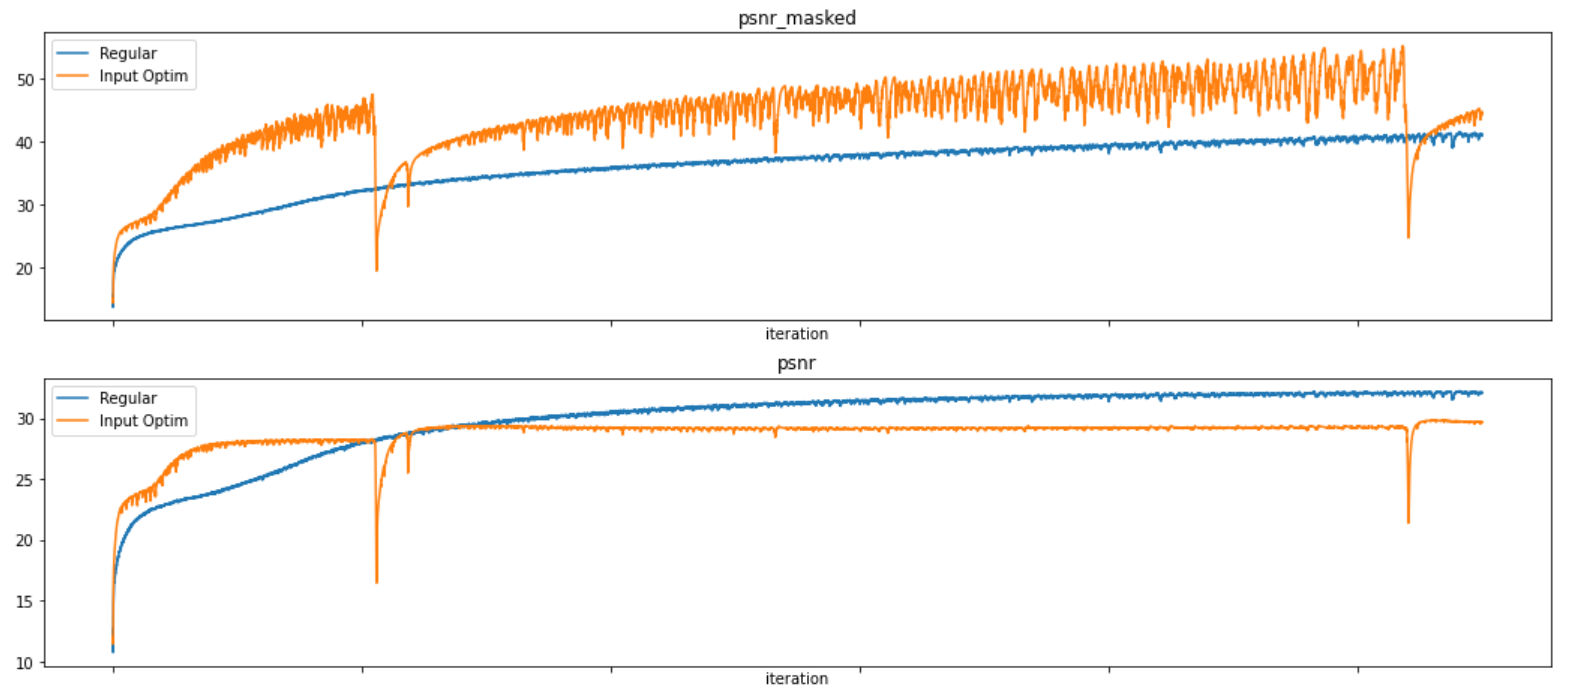 psnr_masked
Regular
Input Optim
50
40
30
20
iteration
psnr
Regular
Input Optim
30
25
20
15
10
iteration